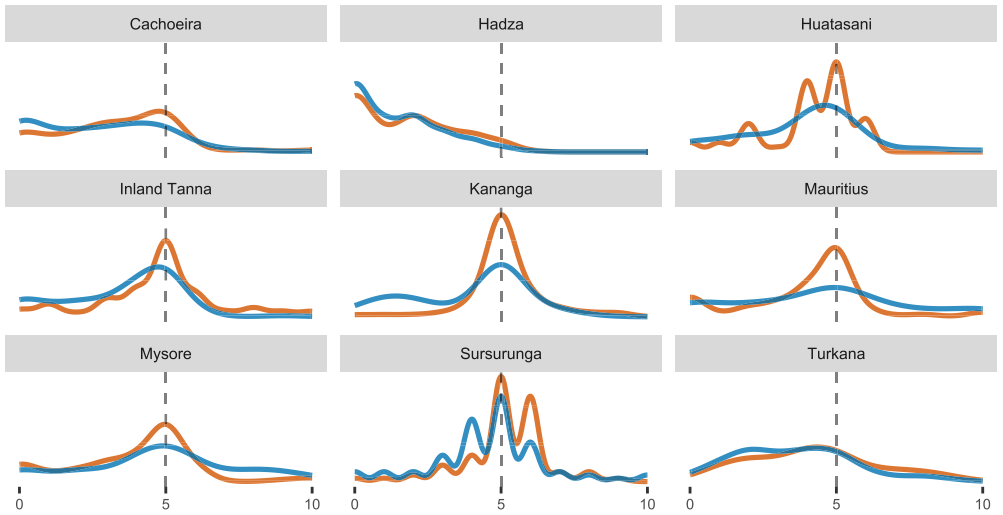 Cachoeira Hadza Huatasani
Inland Tanna Kananga Mauritius
Mysore Sursurunga Turkana
0 5 10 0 5 10 0 5 10